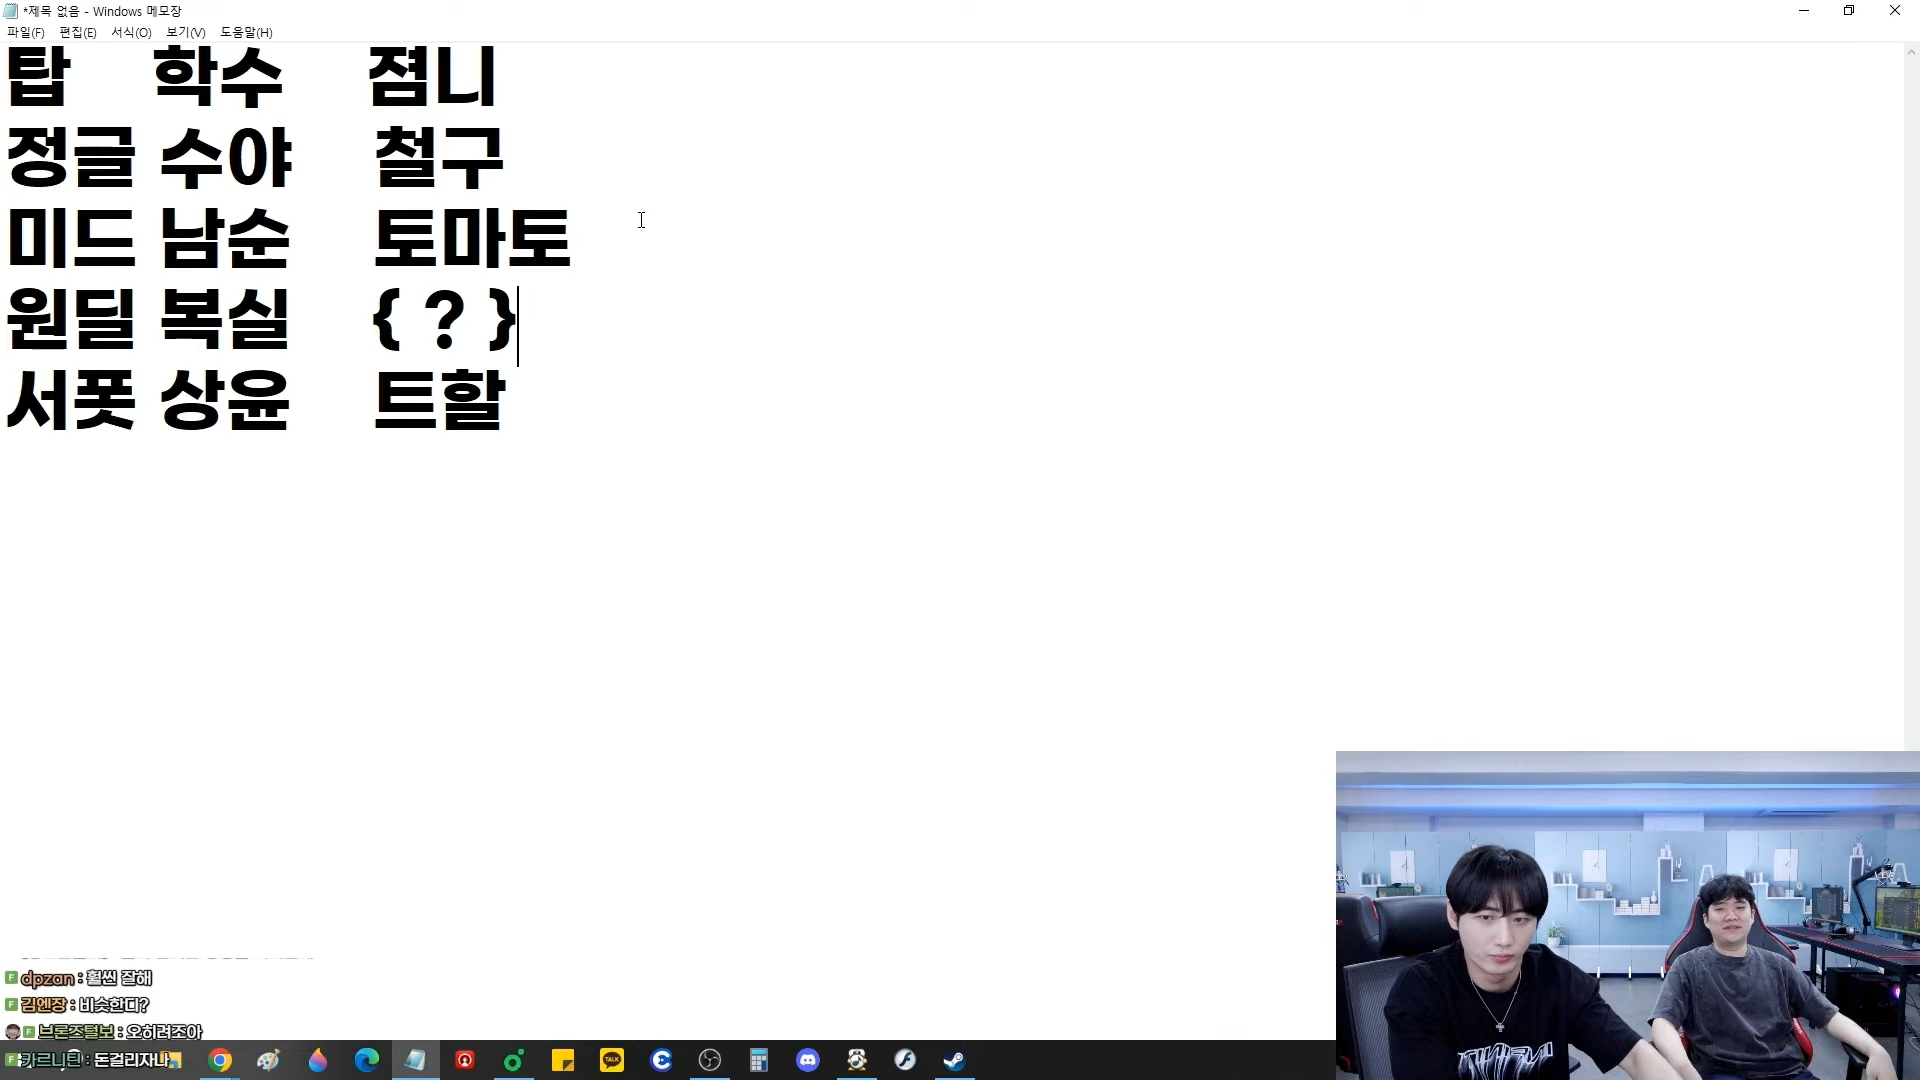 *제목 없음 - Windows 메모장
파일(F) 편집(E) 서식(O) 보기(V) 도움말(H)
탑 학수 졈니
정글 수야 철구
미드 남순 토마토
원딜 복실 { ? }
서폿 상윤 트할
dpzan : 훨씬 잘해
김엔장 : 비슷한디?
브론즈털보 : 오히려조아
카르니틴 : 돈걸리자나
TALK